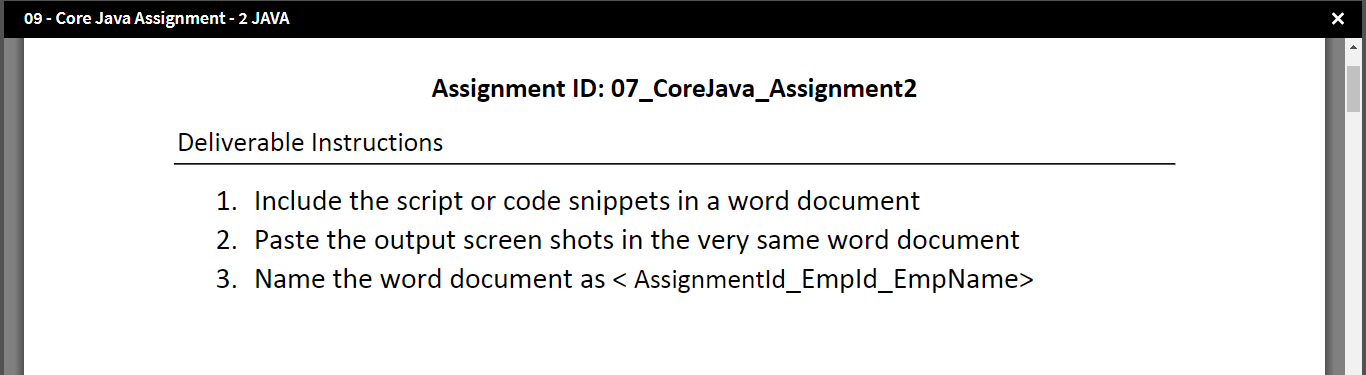 09 - Core Java Assignment - 2 JAVA
Assignment ID: 07_CoreJava_Assignment2
Deliverable Instructions
1. Include the script or code snippets in a word document
2. Paste the output screen shots in the very same word document
3. Name the word document as < AssignmentId_EmpId_EmpName>